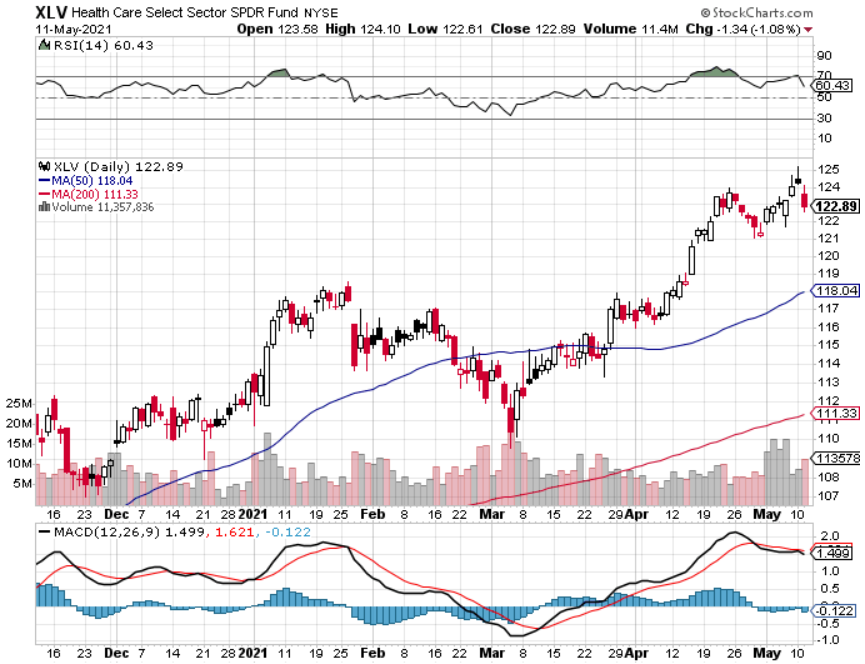 XLV Health Care Select Sector SPDR Fund NYSE © StockCharts.com
11-May-2021 Open 123.58 High 124.10 Low 122.61 Close 122.89 Volume 11.4M Chg -1.34 (-1.08%)
RSI(14) 60.43
90
70
60.43
50
30
10
XLV (Daily) 122.89
MA(50) 118.04
MA(200) 111.33
Volume 11,357,836
125
124
122.89
122
121
120
119
118.04
117
116
115
114
113
112
111.33
110
113578
108
107
25M
20M
15M
10M
5M
16 23 Dec 7 14 21 28 2021 11 19 25 Feb 8 16 22 Mar 8 15 22 29 Apr 12 19 26 May 10
MACD(12,26,9) 1.499, 1.621, -0.122
2.0
1.499
1.0
0.5
0.0
-0.122
-0.5
-1.0
16 23 Dec 7 14 21 28 2021 11 19 25 Feb 8 16 22 Mar 8 15 22 29 Apr 12 19 26 May 10